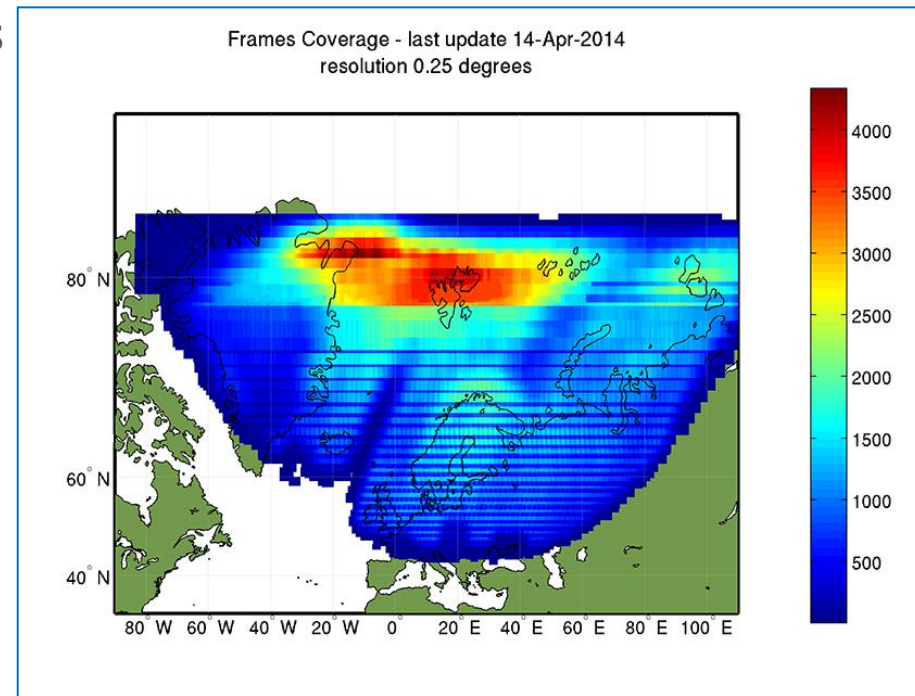 s
Frames Coverage - last update 14-Apr-2014
resolution 0.25 degrees
4000
3500
3000
2500
2000
1500
1000
500
80° N
60° N
40° N
80° W 60° W 40° W 20° W 0° 20° E 40° E 60° E 80° E 100° E